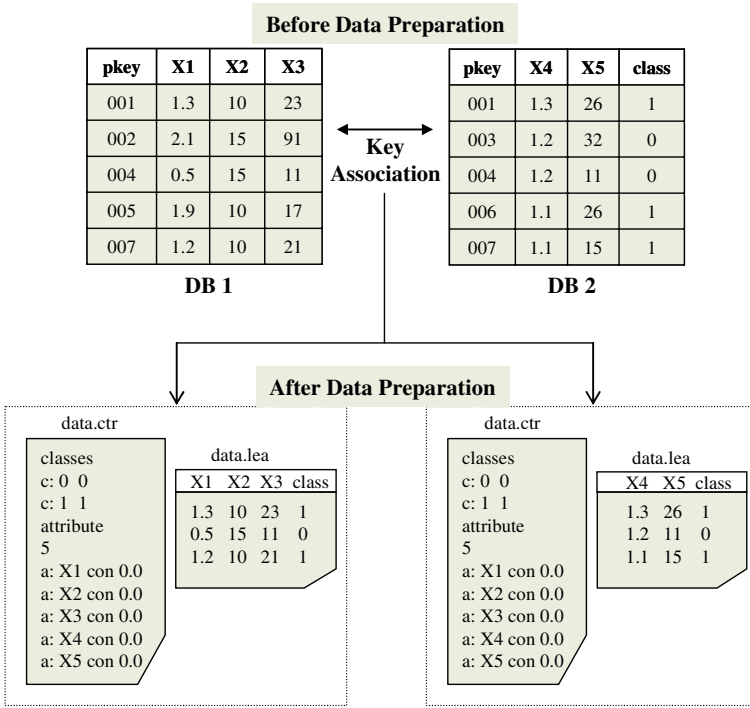 Before Data Preparation
pkey X1 X2 X3
001 1.3 10 23
002 2.1 15 91
004 0.5 15 11
005 1.9 10 17
007 1.2 10 21
DB 1
Key
Association
pkey X4 X5 class
001 1.3 26 1
003 1.2 32 0
004 1.2 11 0
006 1.1 26 1
007 1.1 15 1
DB 2
After Data Preparation
data.ctr
classes
c: 0 0
c: 1 1
attribute
5
a: X1 con 0.0
a: X2 con 0.0
a: X3 con 0.0
a: X4 con 0.0
a: X5 con 0.0
data.lea
X1 X2 X3 class
1.3 10 23 1
0.5 15 11 0
1.2 10 21 1
data.ctr
classes
c: 0 0
c: 1 1
attribute
5
a: X1 con 0.0
a: X2 con 0.0
a: X3 con 0.0
a: X4 con 0.0
a: X5 con 0.0
data.lea
X4 X5 class
1.3 26 1
1.2 11 0
1.1 15 1